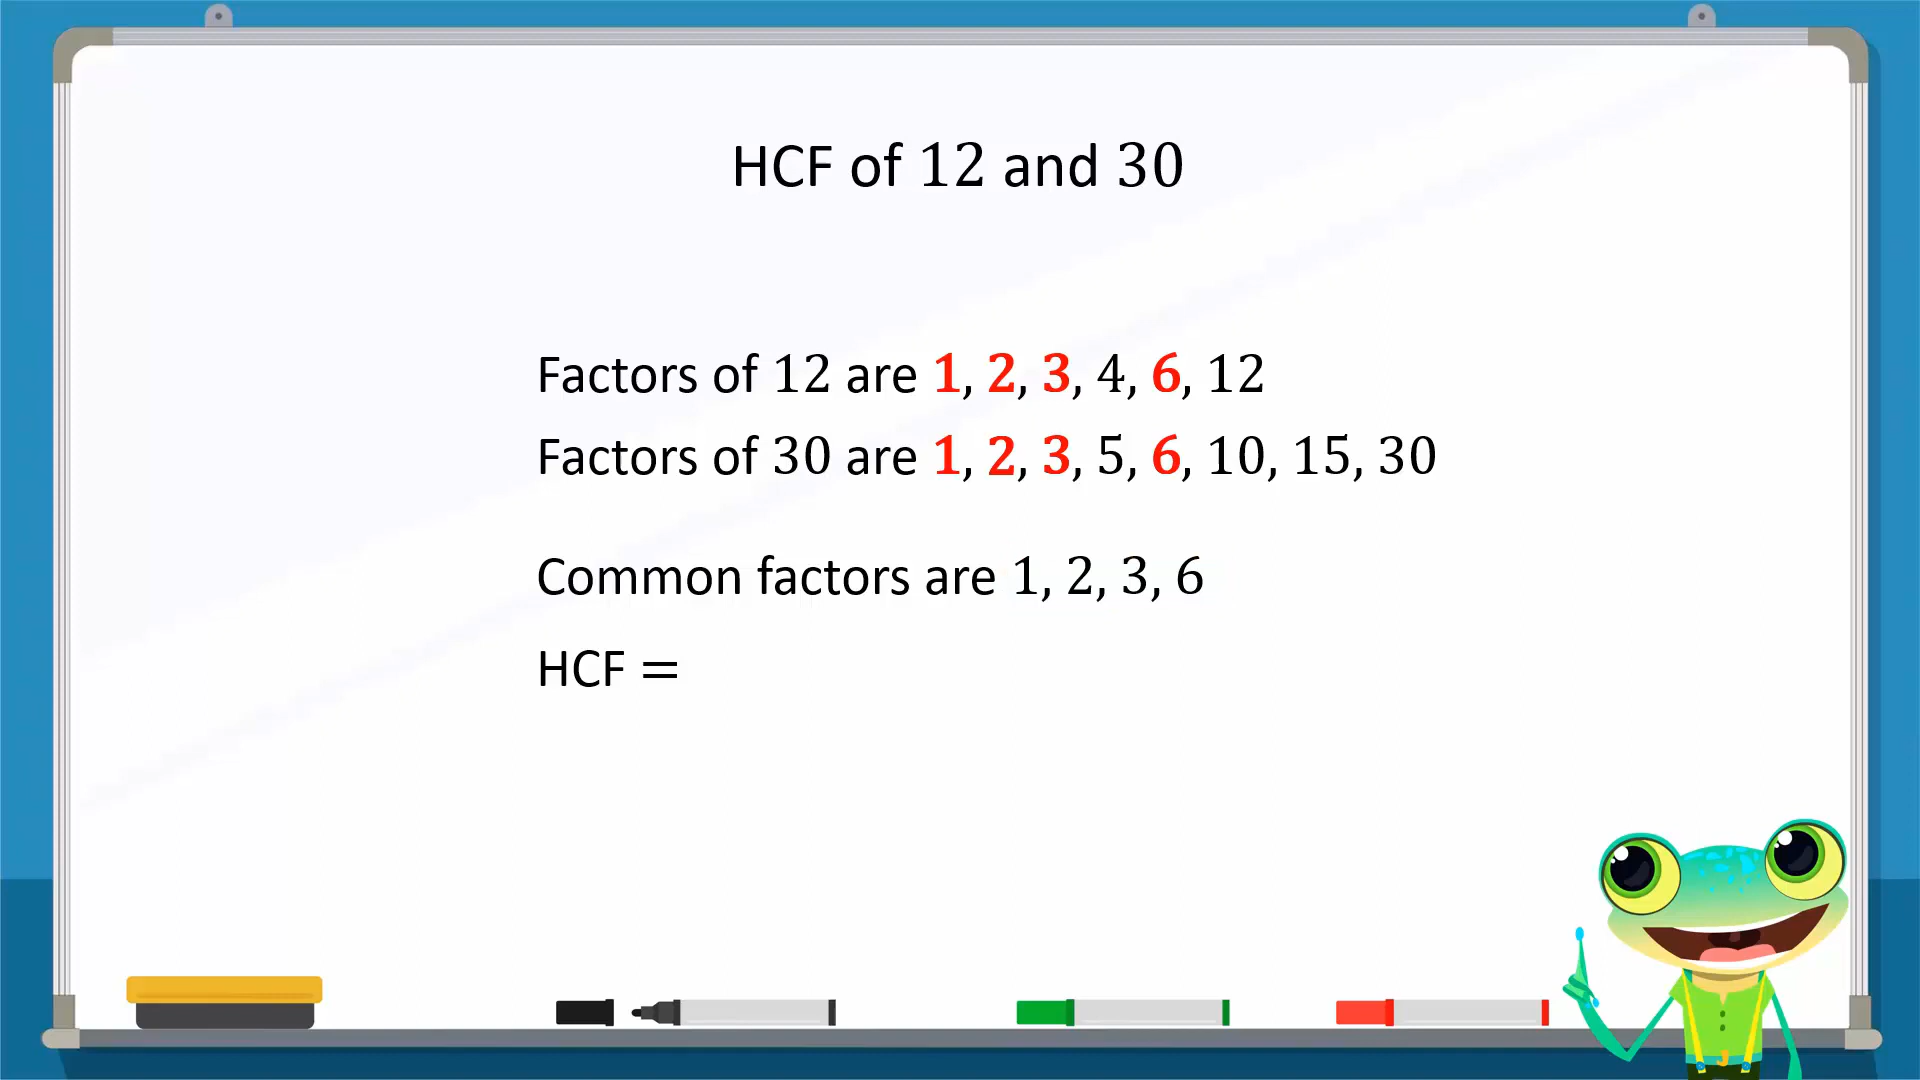 HCF of 12 and 30
Factors of 12 are 1, 2, 3, 4, 6, 12
Factors of 30 are 1, 2, 3, 5, 6, 10, 15, 30
Common factors are 1, 2, 3, 6
HCF =
J